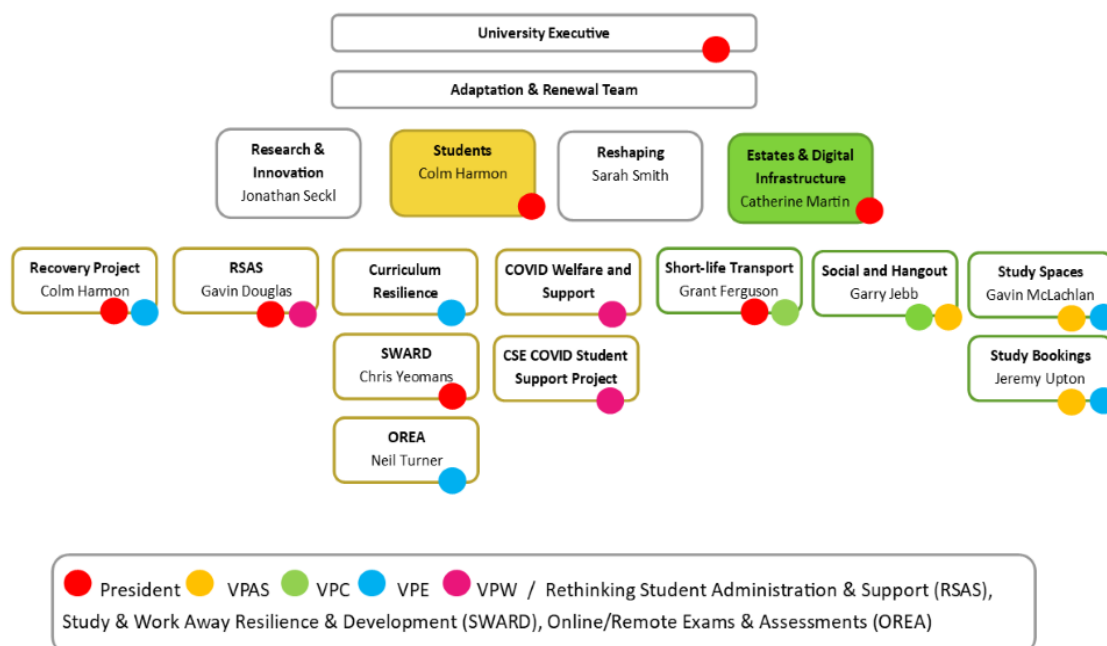 University Executive
Adaptation & Renewal Team
Research &
Innovation
Jonathan Seckl
Students
Colm Harmon
Reshaping
Sarah Smith
Estates & Digital
Infrastructure
Catherine Martin
Recovery Project
Colm Harmon
RSAS
Gavin Douglas
Curriculum
Resilience
COVID Welfare and
Support
Short-life Transport
Grant Ferguson
Social and Hangout
Garry Jebb
Study Spaces
Gavin McLachlan
SWARD
Chris Yeomans
CSE COVID Student
Support Project
Study Bookings
Jeremy Upton
OREA
Neil Turner
President VPAS VPC VPE VPW / Rethinking Student Administration & Support (RSAS),
Study & Work Away Resilience & Development (SWARD), Online/Remote Exams & Assessments (OREA)